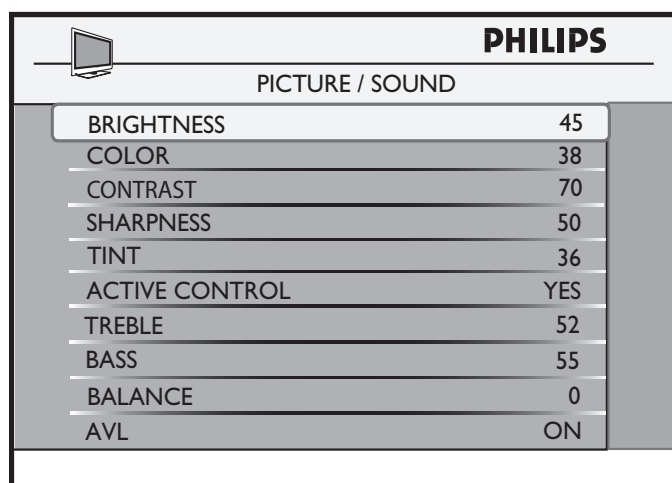 PHILIPS
PICTURE / SOUND
BRIGHTNESS 45
COLOR 38
CONTRAST 70
SHARPNESS 50
TINT 36
ACTIVE CONTROL YES
TREBLE 52
BASS 55
BALANCE 0
AVL ON